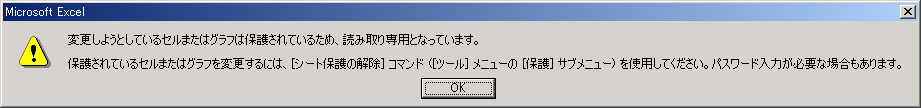 Microsoft Excel
変更しようとしているセルまたはグラフは保護されているため、読み取り専用となっています。
保護されているセルまたはグラフを変更するには、[シート保護の解除] コマンド ([ツール] メニューの [保護] サブメニュー) を使用してください。パスワード入力が必要な場合もあります。
OK